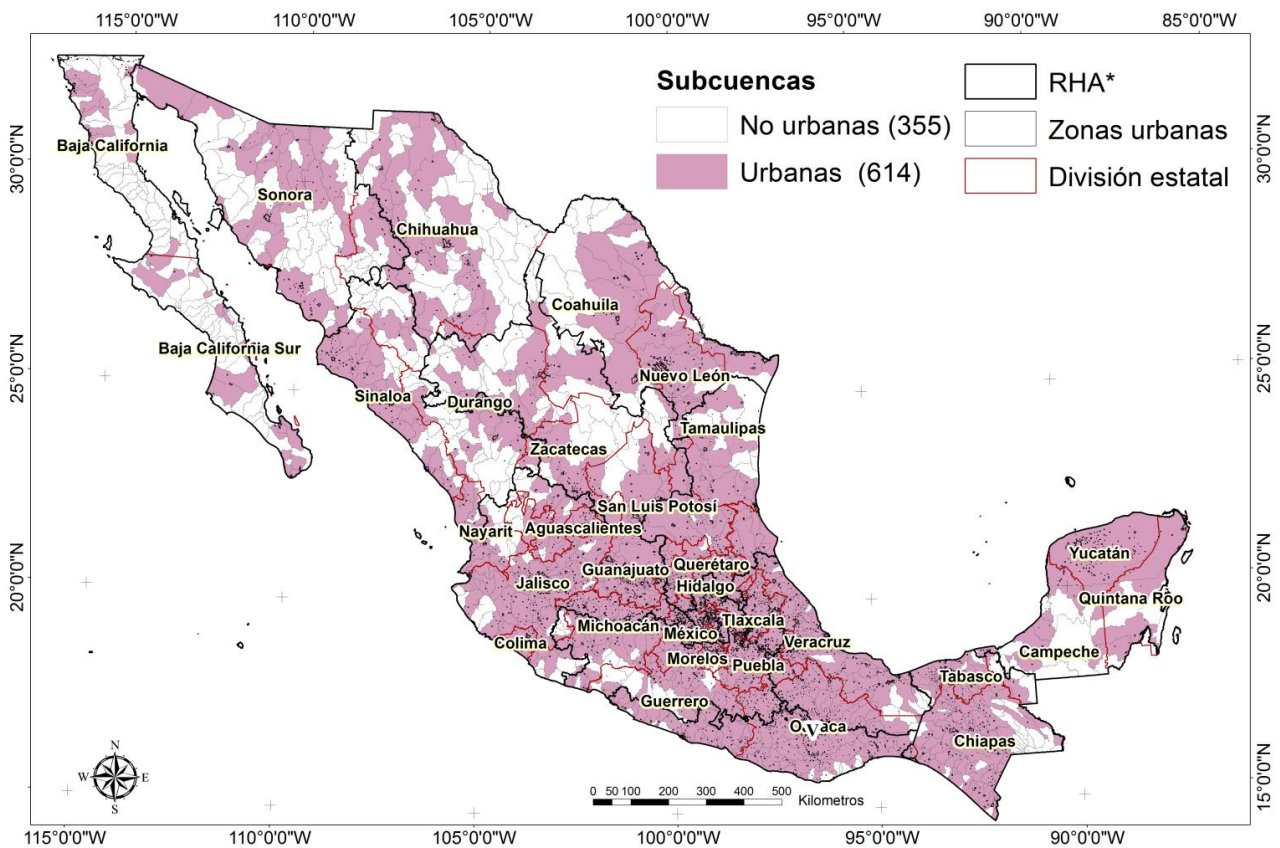 110°0'0"W 105°0'0"W 100°0'0"W 95°0'0"W 90°0'0"W 85°0'0"W
Subcuencas
No urbanas (355)
Urbanas (614)
RHA*
Zonas urbanas
División estatal
30°0'0"N
30°0'0"N
Baja California
Sonora
Chihuahua
Coahuila
25°0'0"N
25°0'0"N
Baja California Sur
Sinaloa
Durango
Nuevo León
Tamaulipas
Zacatecas
San Luis Potosí
Nayarit
Aguascalientes
20°0'0"N
20°0'0"N
Jalisco
Guanajuato
Querétaro
Hidalgo
Yucatán
Quintana Roo
Colima
Michoacán
México
Tlaxcala
Morelos
Puebla
Veracruz
Campeche
Tabasco
Guerrero
V
Chiapas
15°0'0"N
N
W
E
S
0 50 100 200 300 400 500
Kilometros
115°0'0"W 110°0'0"W 105°0'0"W 100°0'0"W 95°0'0"W 90°0'0"W